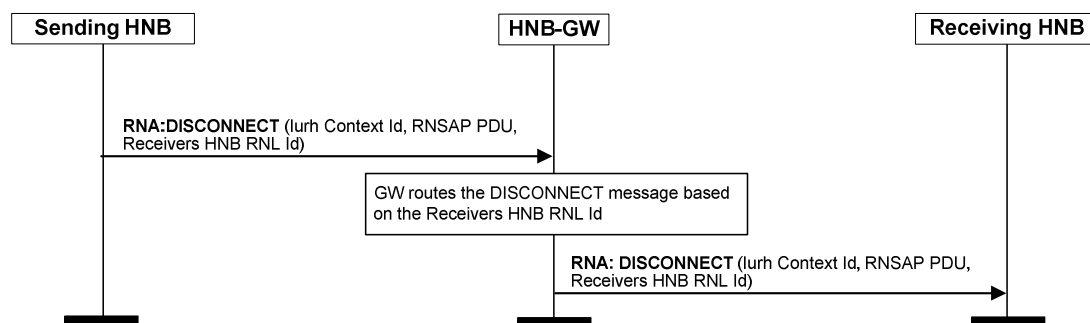 Sending HNB
HNB-GW
Receiving HNB
RNA:DISCONNECT (Iurh Context Id, RNSAP PDU,
Receivers HNB RNL Id)
GW routes the DISCONNECT message based
on the Receivers HNB RNL Id
RNA: DISCONNECT (Iurh Context Id, RNSAP PDU,
Receivers HNB RNL Id)